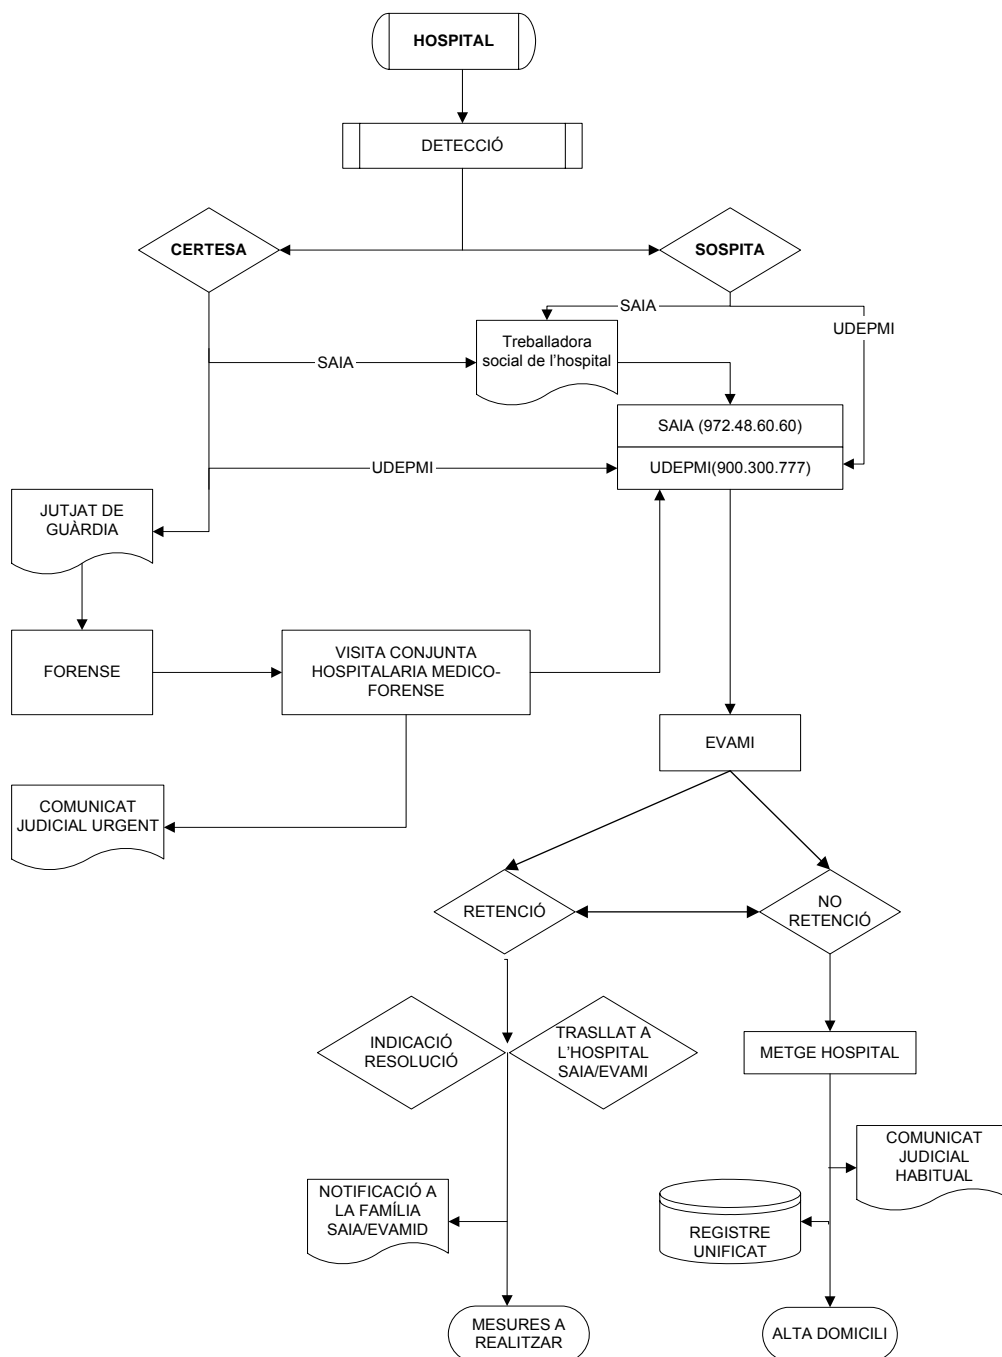 HOSPITAL
DETECCIÓ
CERTESA
SOSPITA
SAIA
UDEPMI
Treballadora
social de l'hospital
SAIA
SAIA (972.48.60.60)
UDEPMI
UDEPMI(900.300.777)
JUTJAT DE
GUÀRDIA
FORENSE
VISITA CONJUNTA
HOSPITALARIA MEDICO-
FORENSE
EVAMI
COMUNICAT
JUDICIAL URGENT
RETENCIÓ
NO
RETENCIÓ
INDICACIÓ
RESOLUCIÓ
TRASLLAT A
L'HOSPITAL
SAIA/EVAMI
METGE HOSPITAL
COMUNICAT
JUDICIAL
HABITUAL
NOTIFICACIÓ A
LA FAMÍLIA
SAIA/EVAMID
REGISTRE
UNIFICAT
MESURES A
REALITZAR
ALTA DOMICILI